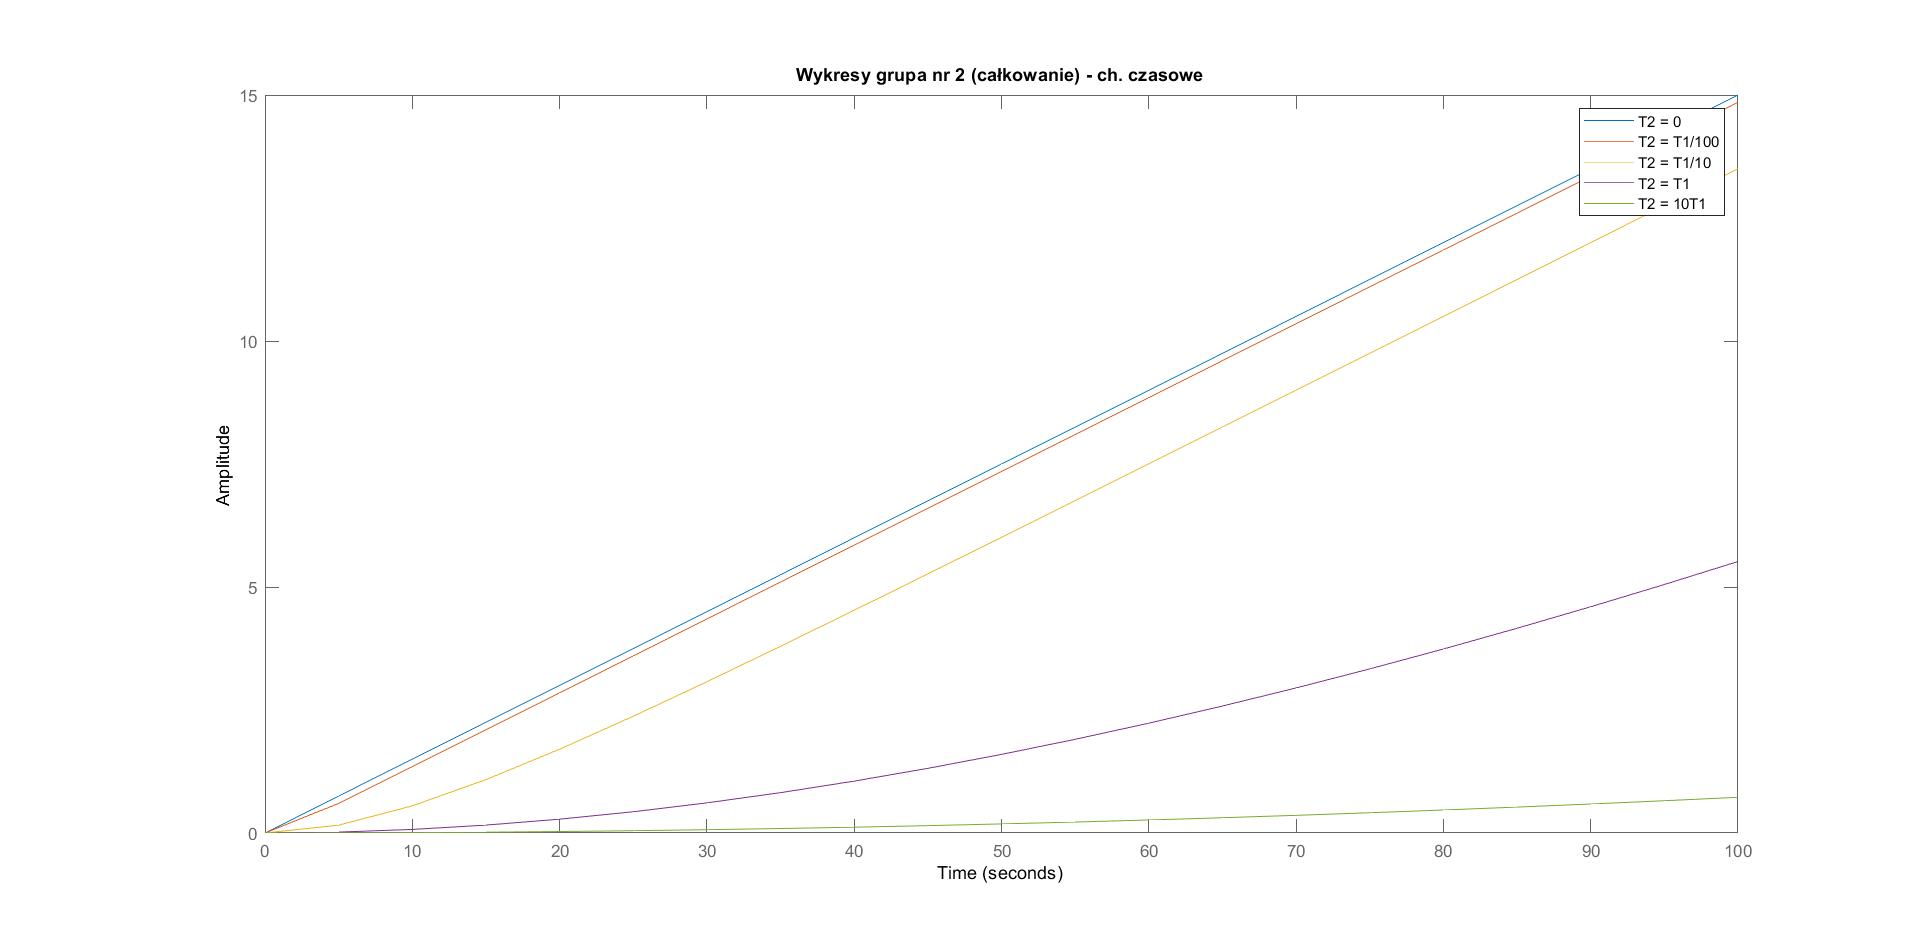 Wykresy grupa nr 2 (całkowanie) - ch. czasowe
15
10
5
0
Amplitude
T2 = 0
T2 = T1/100
T2 = T1/10
T2 = T1
T2 = 10T1
0 10 20 30 40 50 60 70 80 90 100
Time (seconds)